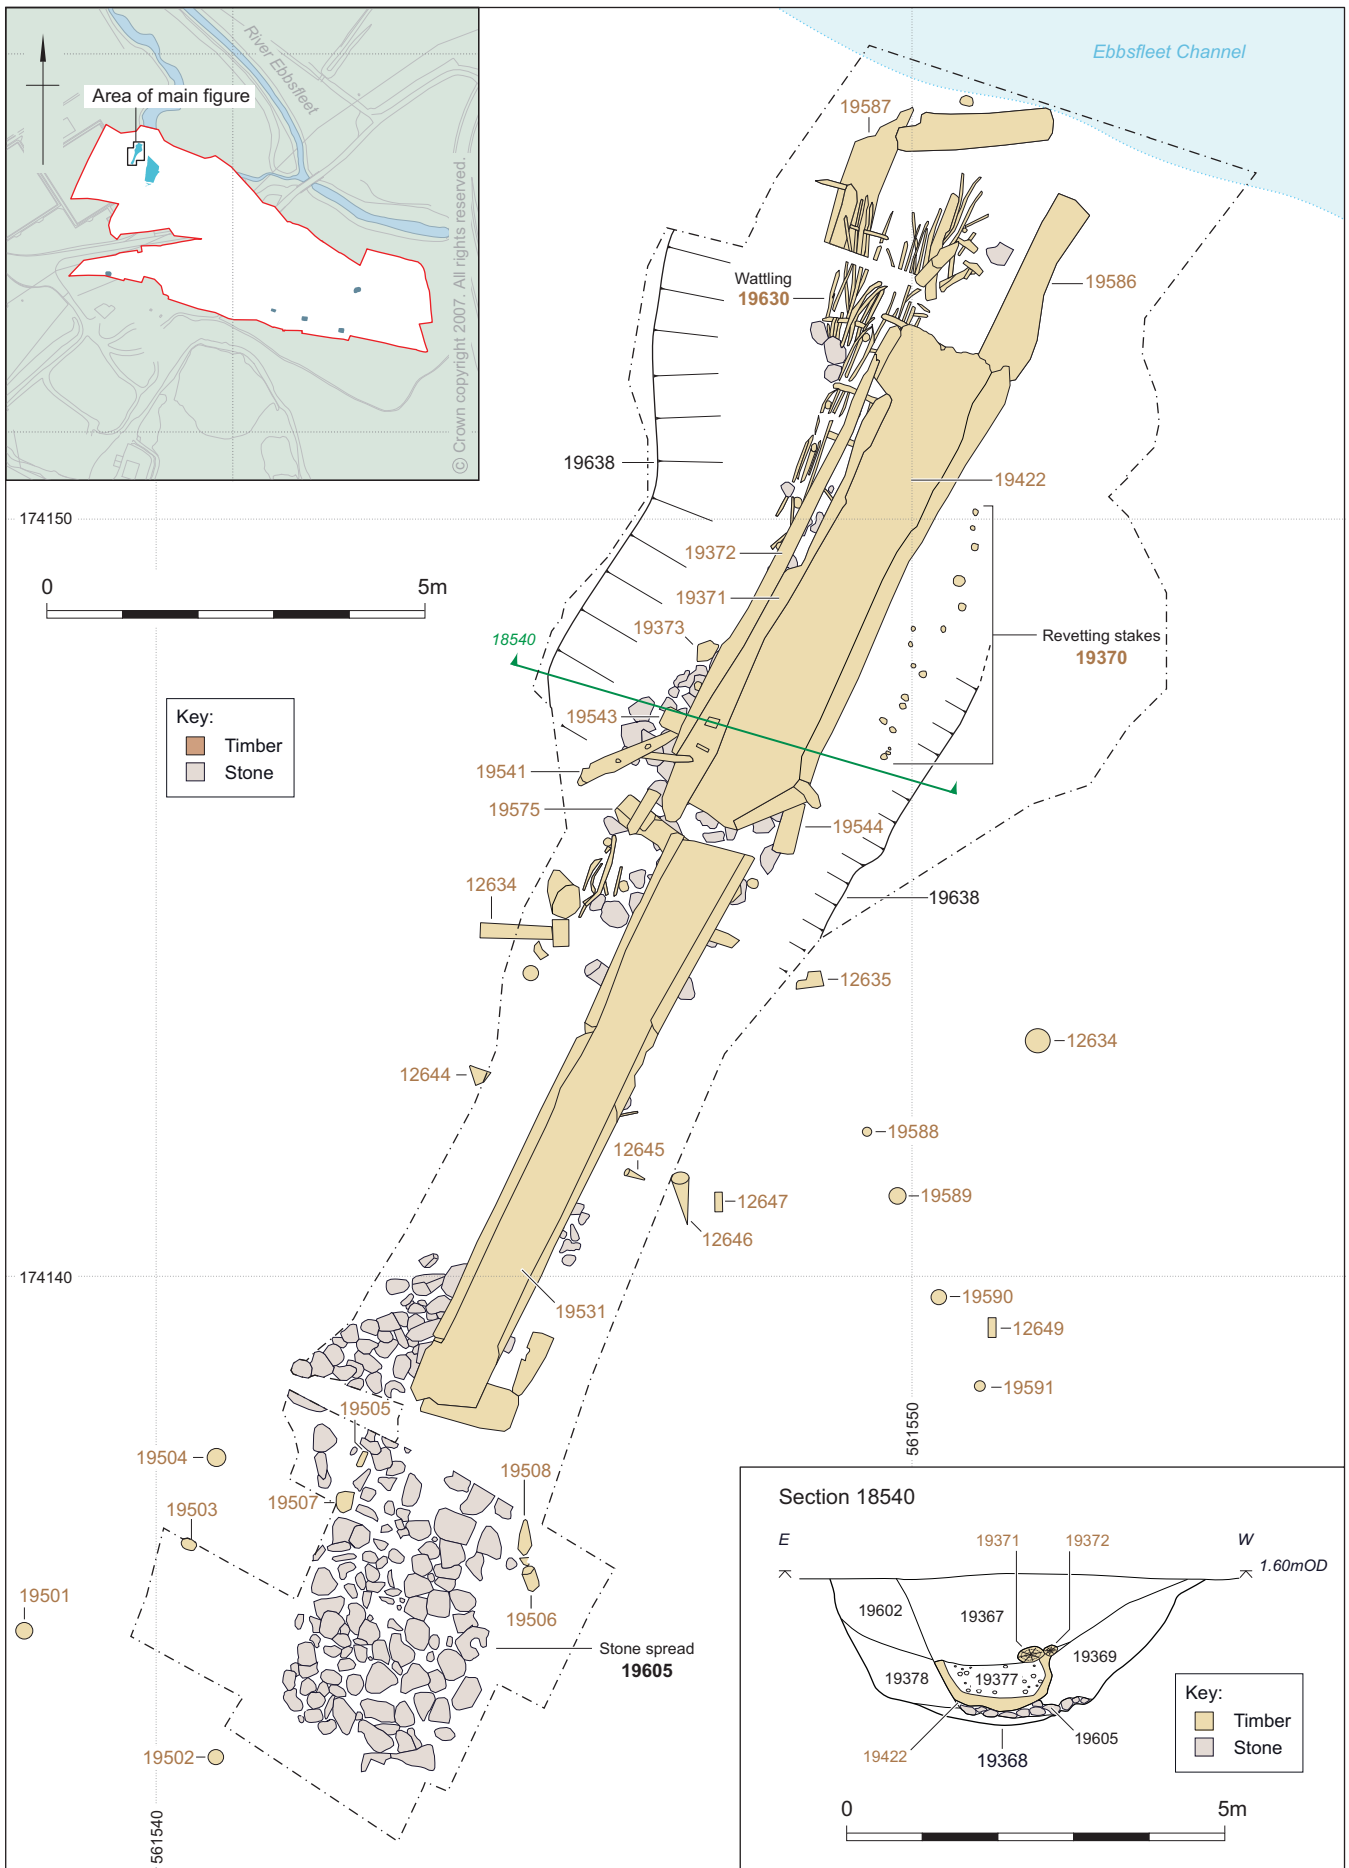 River Ebbsfleet
Area of main figure
© Crown copyright 2007. All rights reserved.
Ebbsfleet Channel
19587
Wattling
19630
19586
19638
19422
174150
0 5m
19372
19371
19373
18540
Revetting stakes
19370
19543
Key:
Timber
Stone
19541
19575
19544
12634
19638
12635
12634
12644
19588
12645
19589
12647
12646
174140
19590
19531
12649
19591
19505
561550
19504
19508
19507
19503
19501
19506
Stone spread
19605
19502
561540
Section 18540
E W
19371 19372
1.60mOD
19602
19367
19369
19378
19377
19605
19422
19368
Key:
Timber
Stone
0 5m